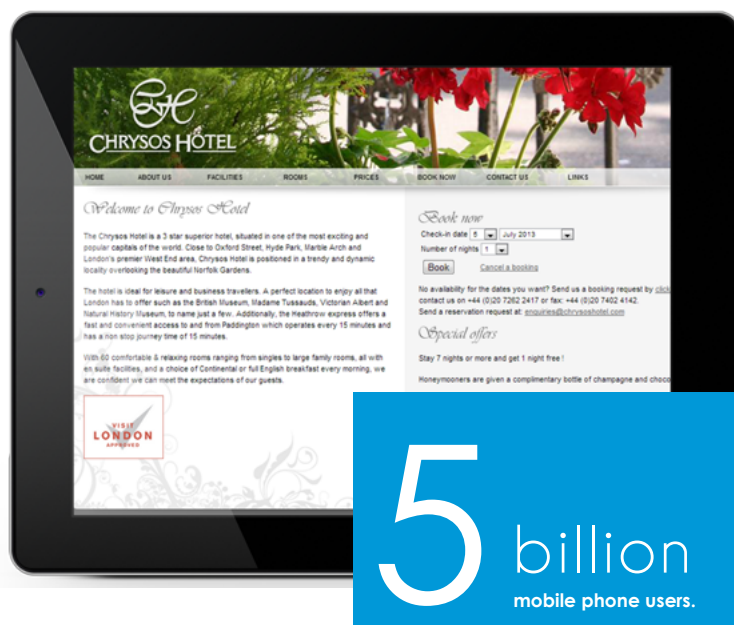 GH
CHRYSOS HOTEL
HOME ABOUT US FACILITIES ROOMS PRICES BOOK NOW CONTACT US LINKS
Welcome to Chrysos Hotel
The Chrysos Hotel is a 3 star superior hotel, situated in one of the most exciting and
popular capitals of the world. Close to Oxford Street, Hyde Park, Marble Arch and
London's premier West End area, Chrysos Hotel is positioned in a trendy and dynamic
locality overlooking the beautiful Norfolk Gardens.
The hotel is ideal for leisure and business travellers. A perfect location to enjoy all that
London has to offer such as the British Museum, Madame Tussauds, Victorian Albert and
Natural History Museum, to name just a few. Additionally, the Heathrow express offers a
fast and convenient access to and from Paddington which operates every 15 minutes and
has a non stop journey time of 15 minutes.
With 60 comfortable & relaxing rooms ranging from singles to large family rooms, all with
en suite facilities, and a choice of Continental or full English breakfast every morning, we
are confident we can meet the expectations of our guests.
VISIT
LONDON
APPROVED
Book now
Check-in date 5 July 2013
Number of nights 1
Book Cancel a booking
No availability for the dates you want? Send us a booking request by click
contact us on +44 (0)20 7262 2417 or fax: +44 (0)20 7402 4142.
Send a reservation request at: enquiries@chrysoshotel.com
Special offers
Stay 7 nights or more and get 1 night free !
Honeymooners are given a complimentary bottle of champagne and choco
5 billion
mobile phone users.